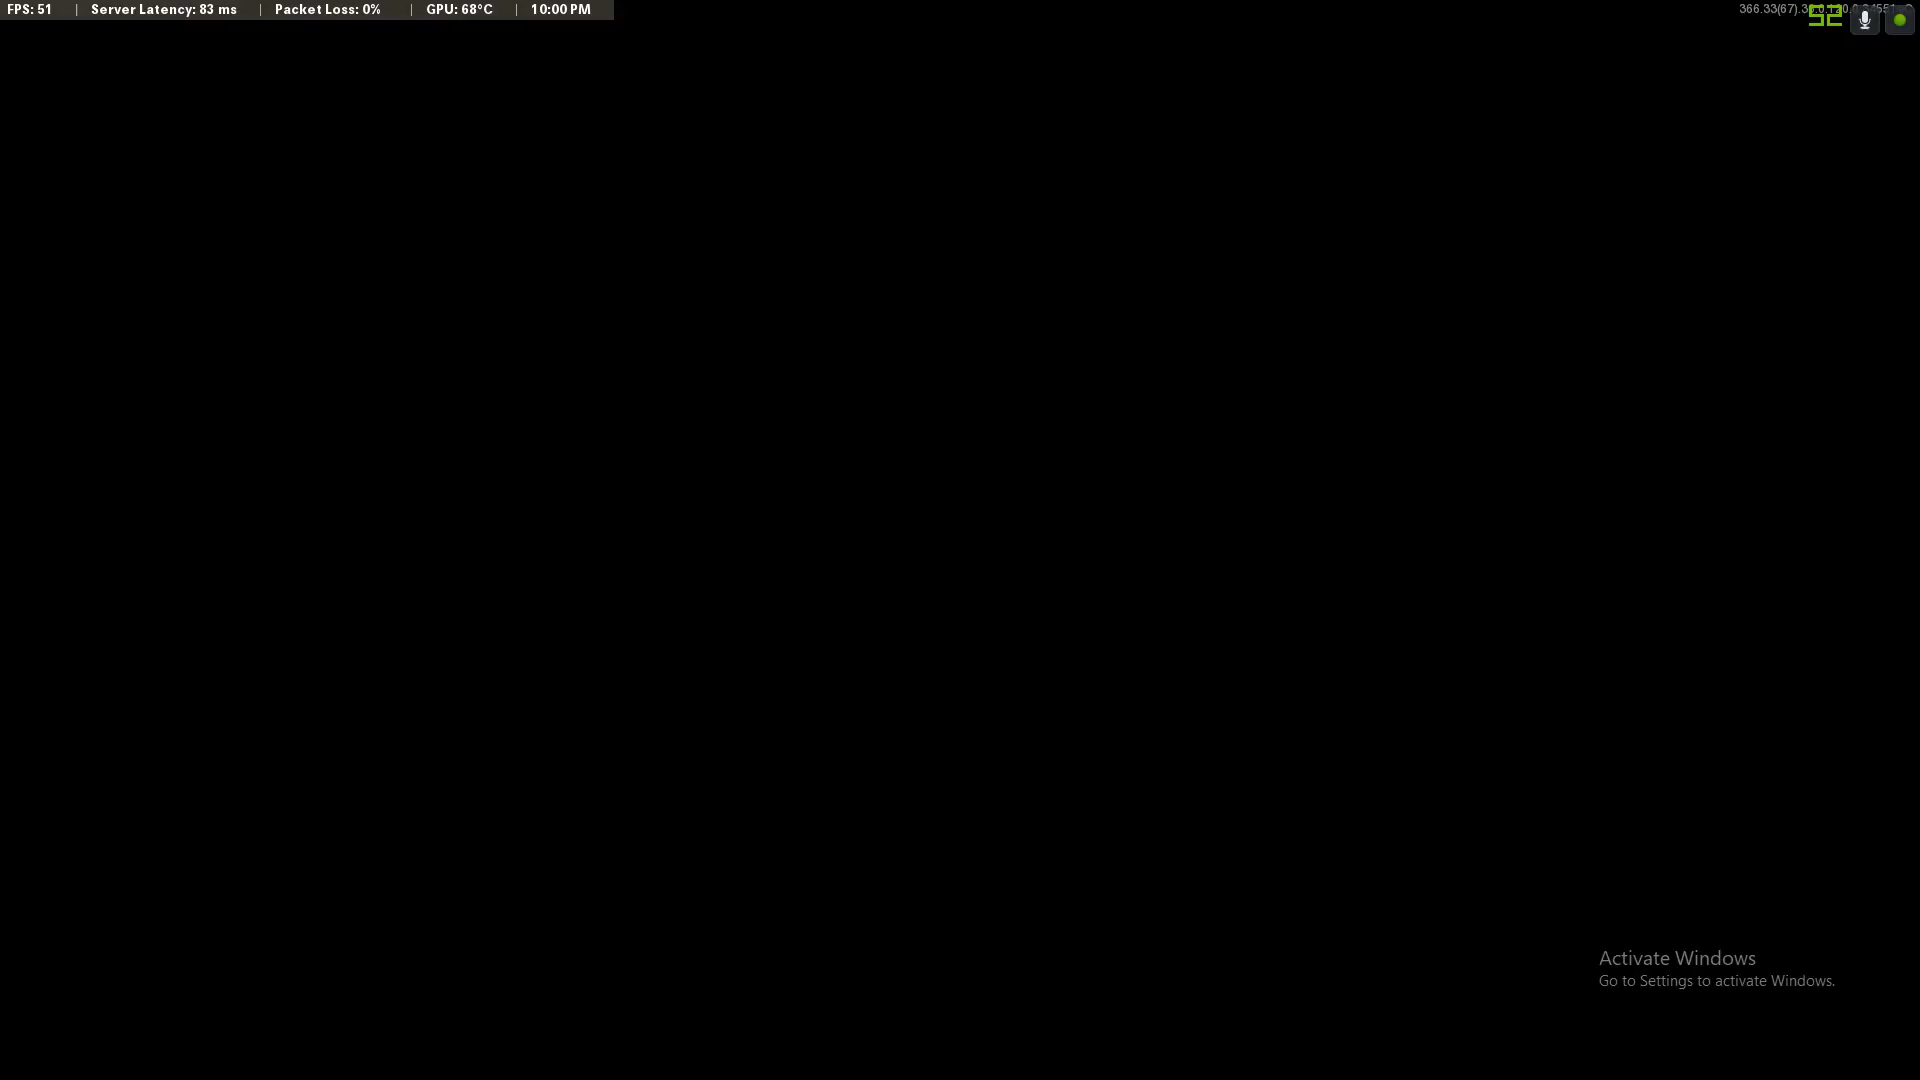 FPS: 51 | Server Latency: 83 ms | Packet Loss: 0% | GPU: 68°C | 10:00 PM
52
Activate Windows
Go to Settings to activate Windows.